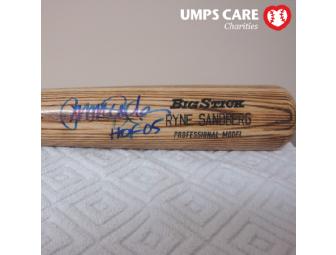 UMPS CARE
Charities
BIG STICK
RYNE SANDBERG
PROFESSIONAL MODEL
HOF 05